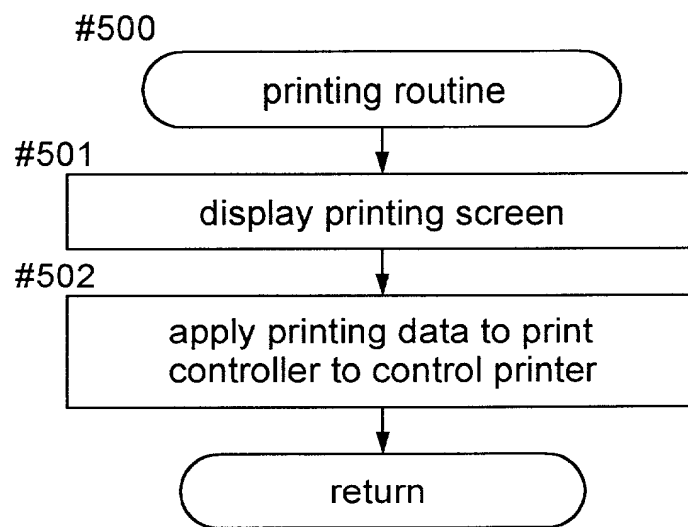 #500
printing routine
#501
display printing screen
#502
apply printing data to print
controller to control printer
return